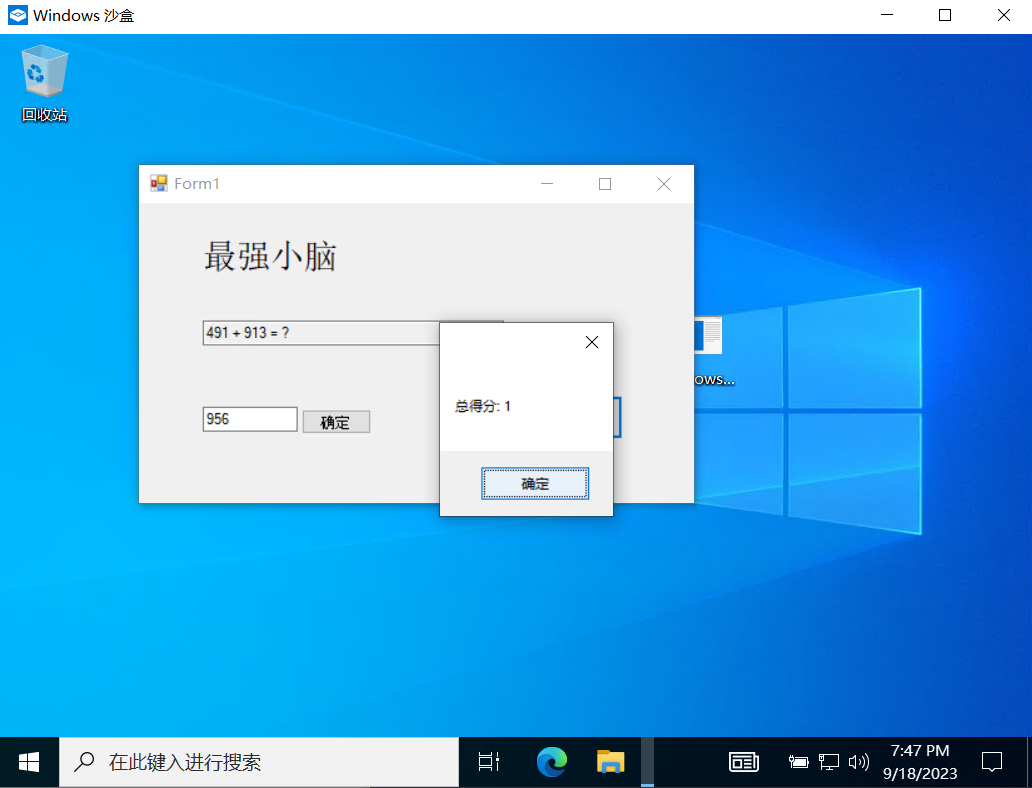 Windows 沙盒
回收站
Form1
最强小脑
491 + 913 = ?
956
确定
总得分: 1
确定
ows...
在此键入进行搜索
7:47 PM
9/18/2023